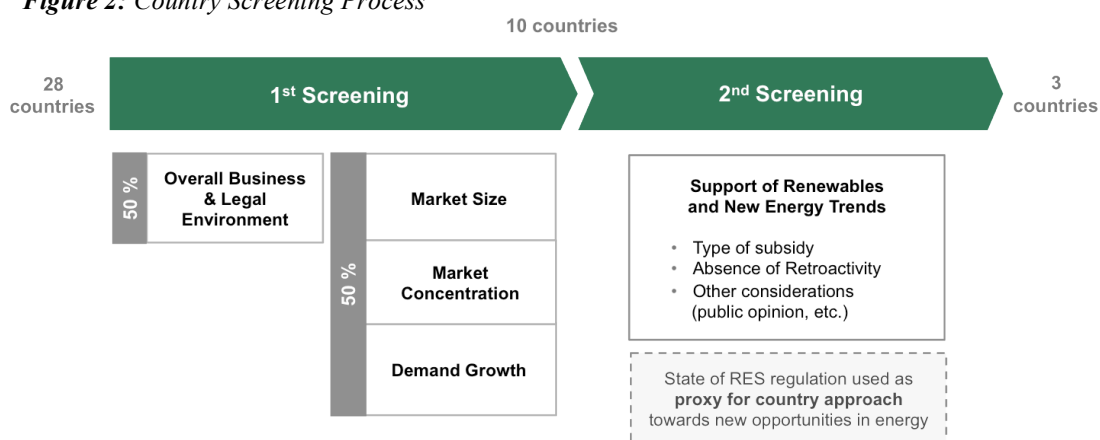 Figure 2: Country Screening Process
10 countries
28
countries
1st Screening
2nd Screening
3
countries
50 %
Overall Business
& Legal
Environment
50 %
Market Size
Market
Concentration
Demand Growth
Support of Renewables
and New Energy Trends
• Type of subsidy
• Absence of Retroactivity
• Other considerations
(public opinion, etc.)
State of RES regulation used as
proxy for country approach
towards new opportunities in energy